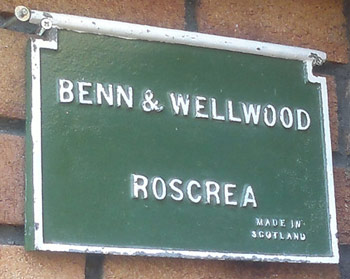 BENN & WELLWOOD
ROSCREA
MADE IN
SCOTLAND